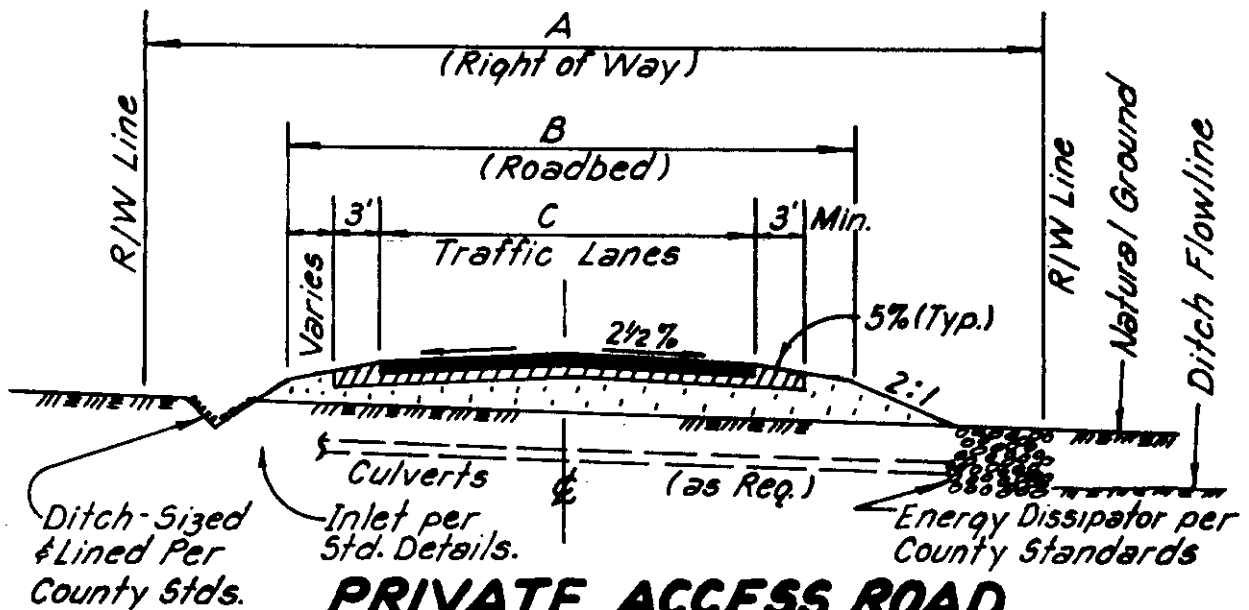 A
(Right of Way)
R/W Line
B
(Roadbed)
3'
C
3' Min.
Traffic Lanes
Varies
R/W Line
Natural Ground
Ditch Flowline
2½%
5% (Typ.)
2:1
Culverts
℄
(as Req.)
Ditch-Sized
& Lined Per
County Stds.
Inlet per
Std. Details.
Energy Dissipator per
County Standards
PRIVATE ACCESS ROAD